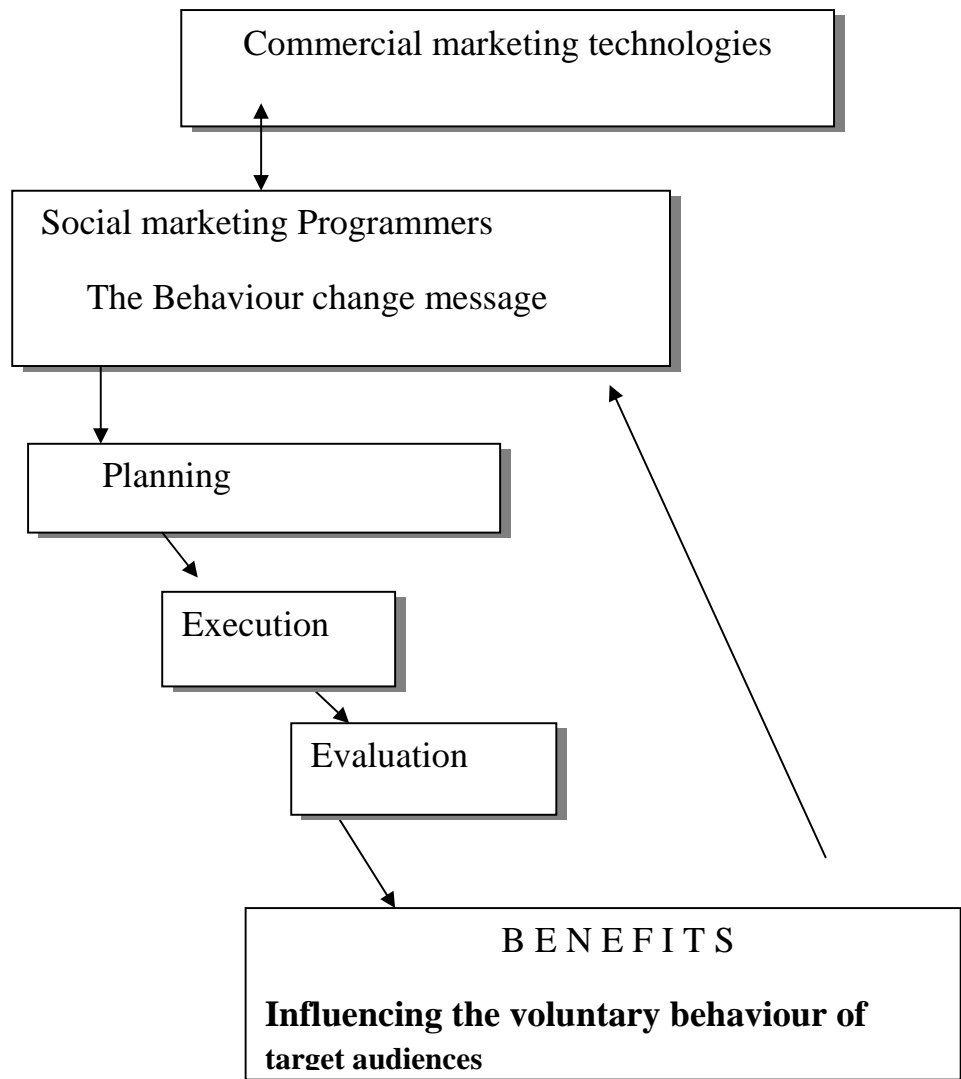 Commercial marketing technologies
Social marketing Programmers
The Behaviour change message
Planning
Execution
Evaluation
B E N E F I T S
Influencing the voluntary behaviour of
target audiences